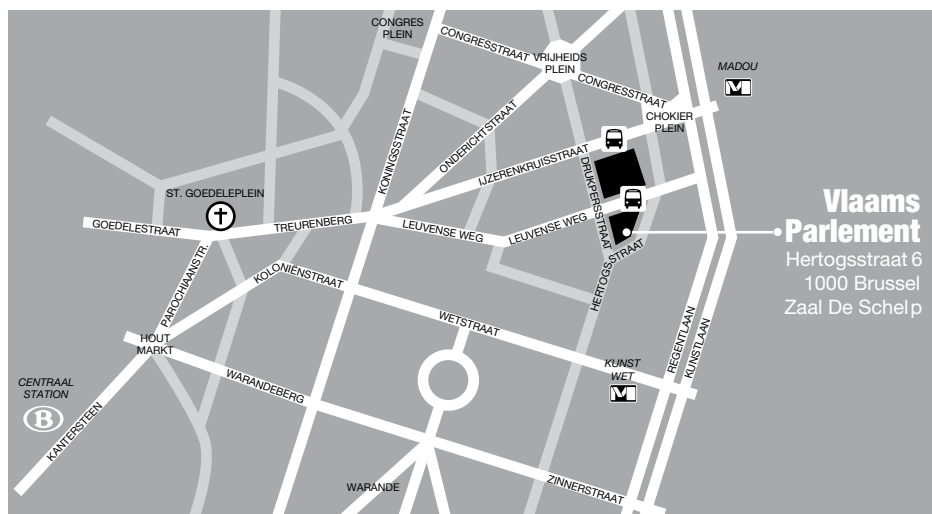 CONGRES
PLEIN
CONGRESSTRAAT
VRIJHEIDS
PLEIN
CONGRESSTRAAT
MADOU
M
CHOKIER
PLEIN
KONINGSSTRAAT
ONDERICHTSTRAAT
IJZERENKRUISSTRAAT
DRUKPERSSTRAAT
ST. GOEDELEPLEIN
GOEDELESTRAAT
TREURENBERG
LEUVENSE WEG
LEUVENSE WEG
Vlaams
Parlement
Hertogsstraat 6
1000 Brussel
Zaal De Schelp
HERTOGSSTRAAT
PAROCHIAANSTR.
KOLONIËNSTRAAT
WETSTRAAT
REGENTLAAN
KUNSTLAAN
HOUT
MARKT
KUNST
WET
M
CENTRAAL
STATION
B
KANTERSTEEN
WARANDEBERG
WARANDE
ZINNERSTRAAT